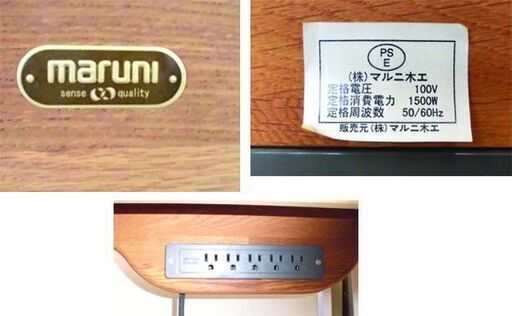 maruni
sense quality
PS
E
(株)マルニ木工
定格電圧 100V
定格消費電力 1500W
定格周波数 50/60Hz
販売元(株)マルニ木工